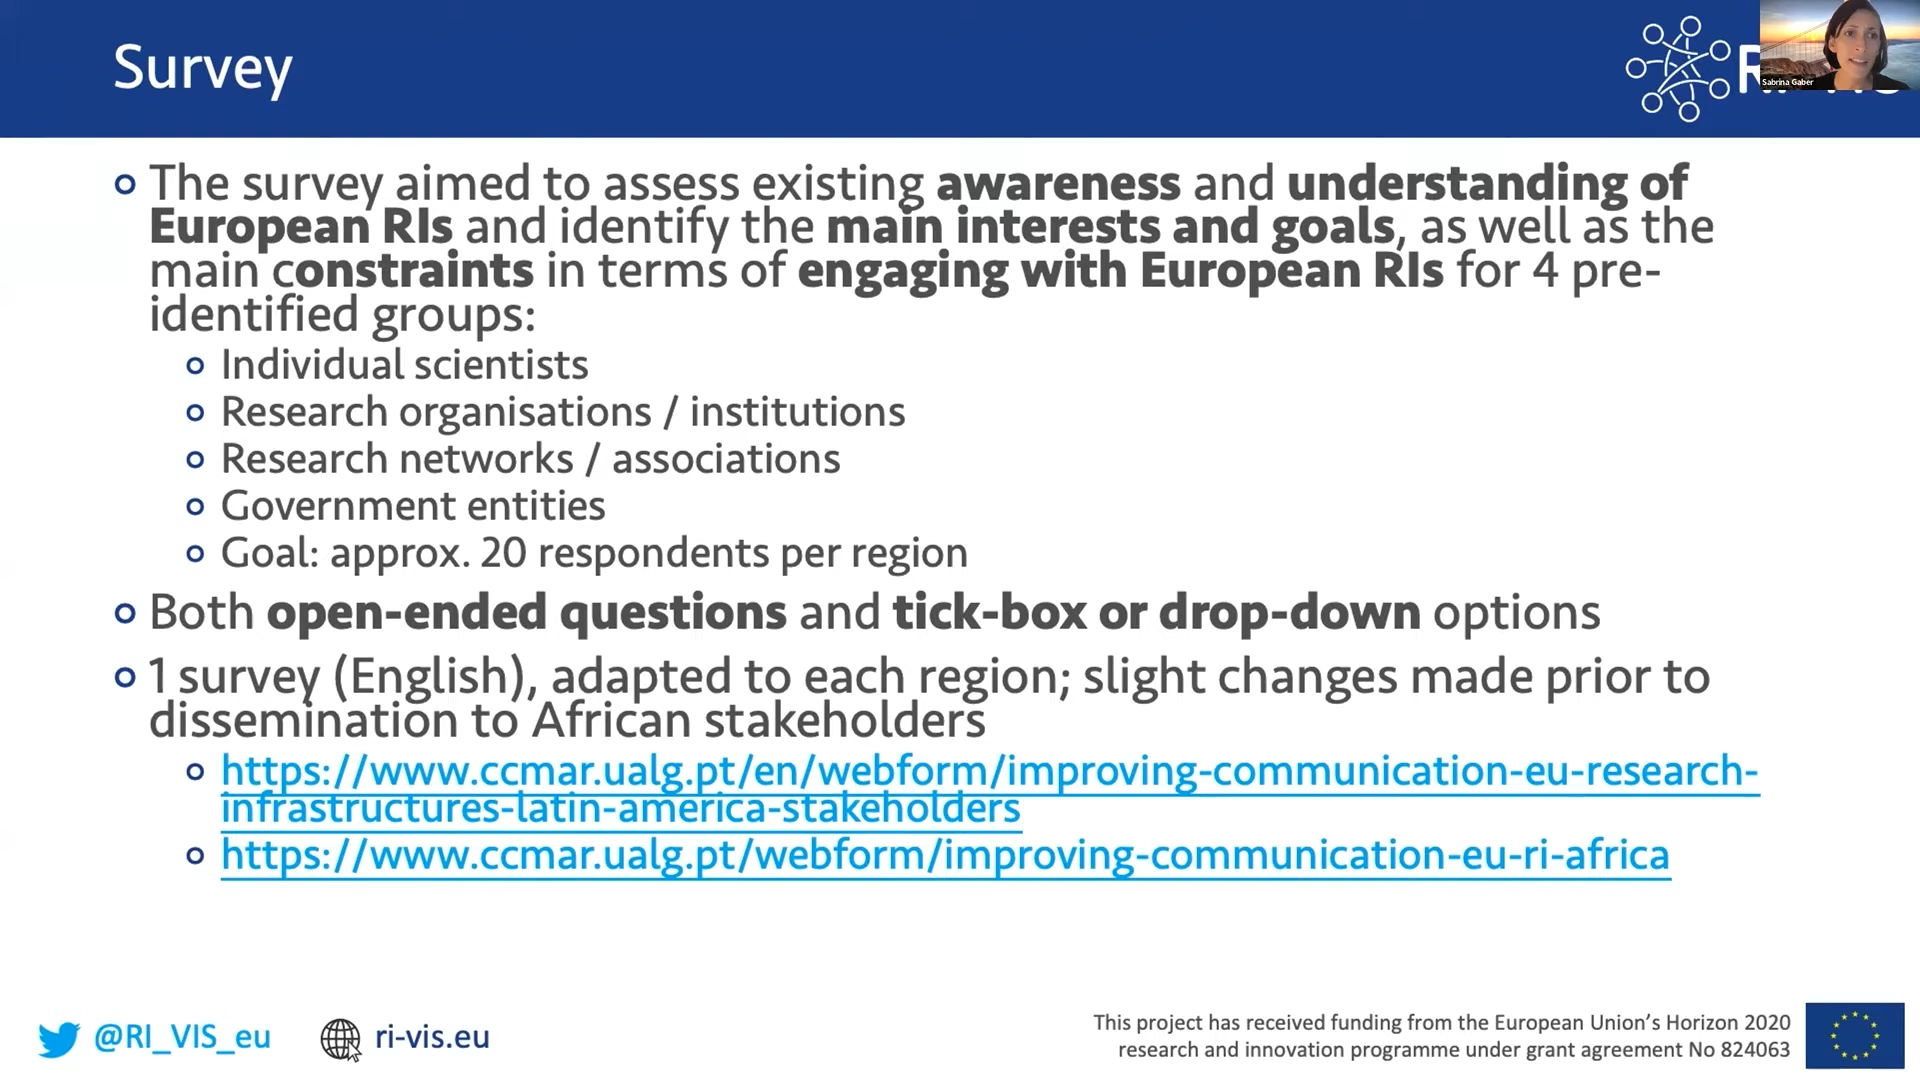 Survey
Sabrina Gaber
The survey aimed to assess existing awareness and understanding of
European RIs and identify the main interests and goals, as well as the
main constraints in terms of engaging with European RIs for 4 pre-
identified groups:
Individual scientists
Research organisations / institutions
Research networks / associations
Government entities
Goal: approx. 20 respondents per region
Both open-ended questions and tick-box or drop-down options
1 survey (English), adapted to each region; slight changes made prior to
dissemination to African stakeholders
https://www.ccmar.ualg.pt/en/webform/improving-communication-eu-research-
infrastructures-latin-america-stakeholders
https://www.ccmar.ualg.pt/webform/improving-communication-eu-ri-africa
@RI_VIS_eu
ri-vis.eu
This project has received funding from the European Union’s Horizon 2020
research and innovation programme under grant agreement No 824063